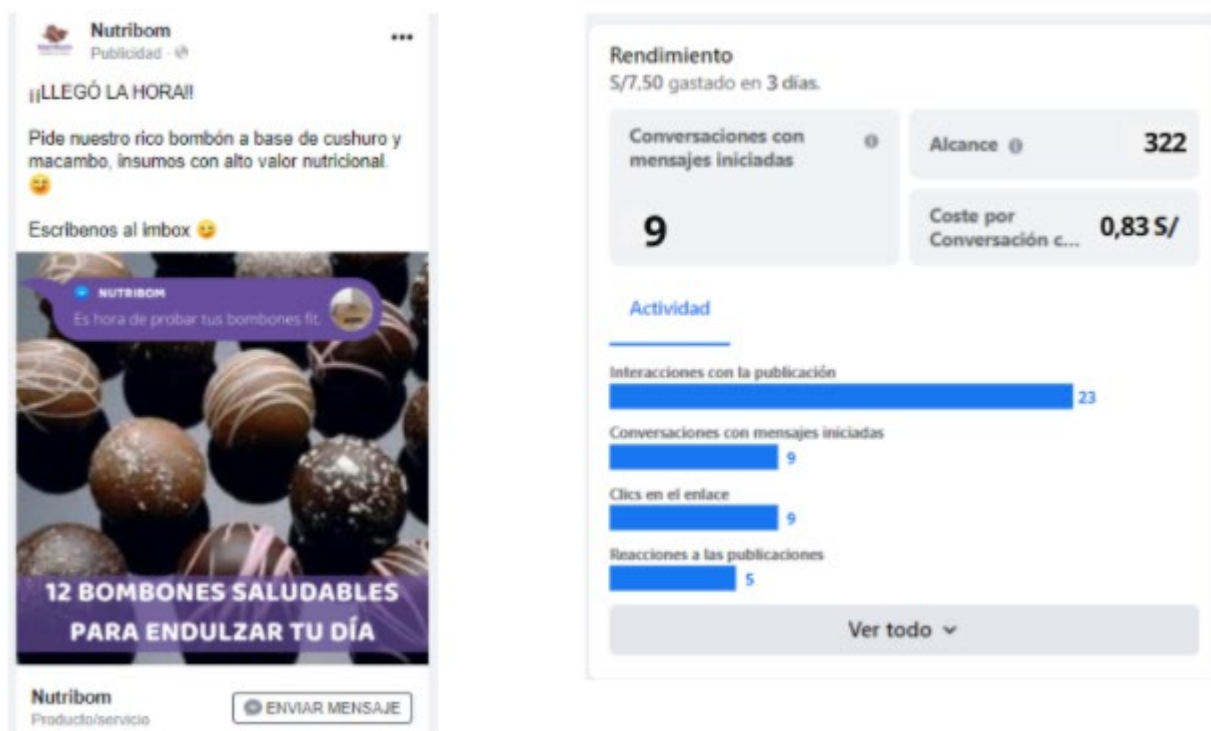 Nutribom
Publicidad
¡¡LLEGÓ LA HORA!!
Pide nuestro rico bombón a base de cushuro y
macambo, insumos con alto valor nutricional.
Escríbenos al imbox
NUTRIBOM
Es hora de probar tus bombones fit.
12 BOMBONES SALUDABLES
PARA ENDULZAR TU DÍA
Nutribom
Producto/servicio
ENVIAR MENSAJE
Rendimiento
S/7,50 gastado en 3 días.
Conversaciones con
mensajes iniciadas
9
Alcance
322
Coste por
Conversación c...
0,83 S/
Actividad
Interacciones con la publicación
23
Conversaciones con mensajes iniciadas
9
Clics en el enlace
9
Reacciones a las publicaciones
5
Ver todo